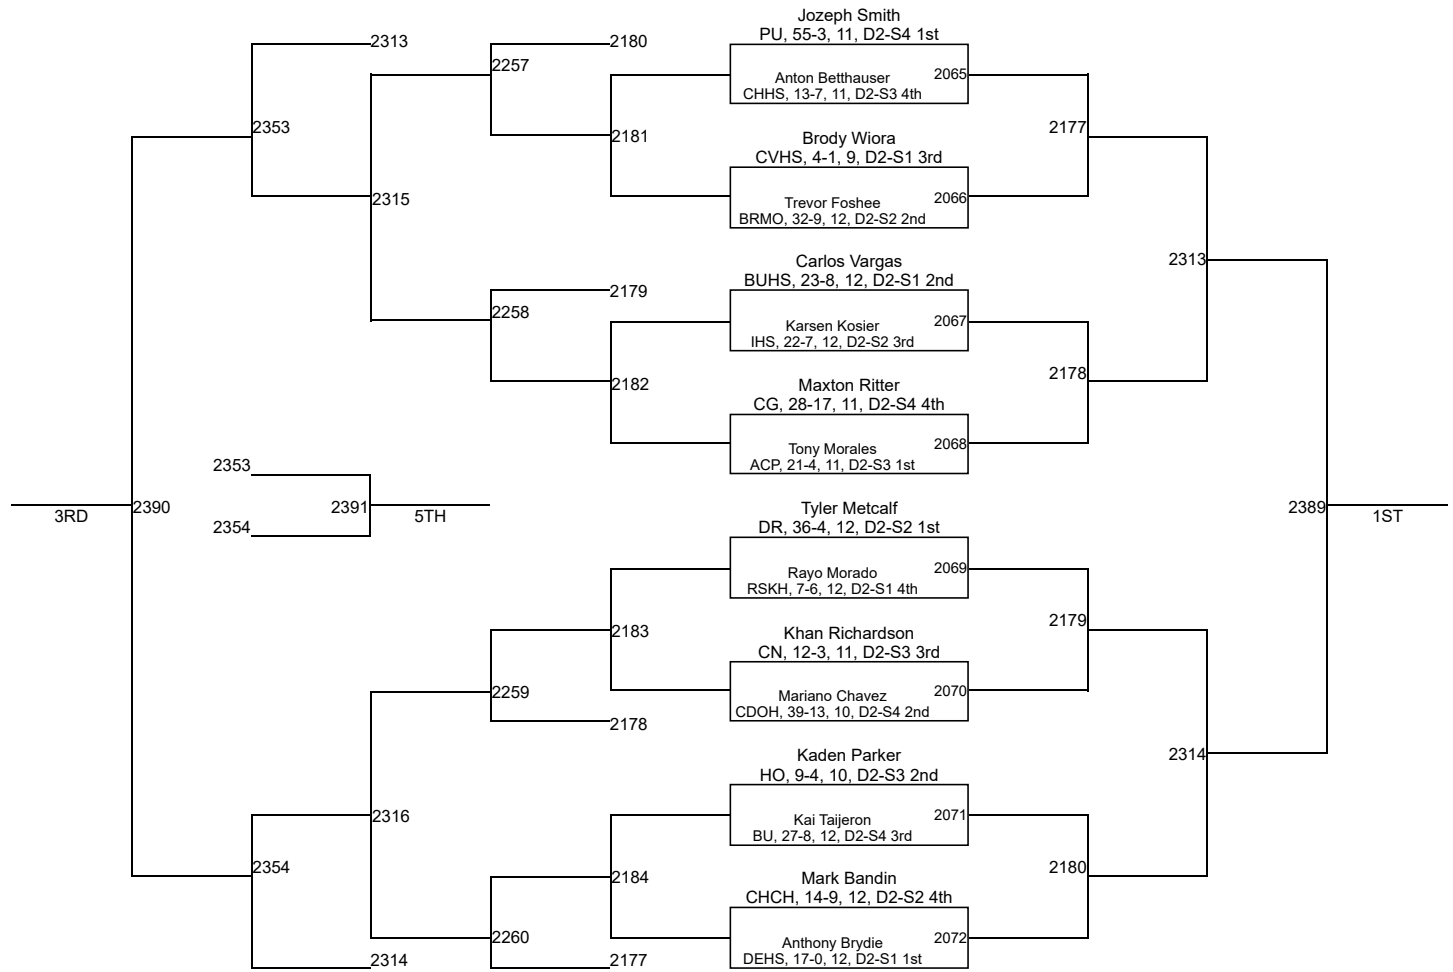 Jozeph Smith
PU, 55-3, 11, D2-S4 1st
Anton Betthauser
CHHS, 13-7, 11, D2-S3 4th
2065
Brody Wiora
CVHS, 4-1, 9, D2-S1 3rd
Trevor Foshee
BRMO, 32-9, 12, D2-S2 2nd
2066
Carlos Vargas
BUHS, 23-8, 12, D2-S1 2nd
Karsen Kosier
IHS, 22-7, 12, D2-S2 3rd
2067
Maxton Ritter
CG, 28-17, 11, D2-S4 4th
Tony Morales
ACP, 21-4, 11, D2-S3 1st
2068
Tyler Metcalf
DR, 36-4, 12, D2-S2 1st
Rayo Morado
RSKH, 7-6, 12, D2-S1 4th
2069
Khan Richardson
CN, 12-3, 11, D2-S3 3rd
Mariano Chavez
CDOH, 39-13, 10, D2-S4 2nd
2070
Kaden Parker
HO, 9-4, 10, D2-S3 2nd
Kai Taijeron
BU, 27-8, 12, D2-S4 3rd
2071
Mark Bandin
CHCH, 14-9, 12, D2-S2 4th
Anthony Brydie
DEHS, 17-0, 12, D2-S1 1st
2072
2177
2178
2179
2180
2313
2314
2389
1ST
2180
2181
2179
2182
2183
2178
2184
2177
2257
2258
2259
2260
2313
2315
2316
2314
2353
2354
2390
3RD
2353
2354
2391
5TH